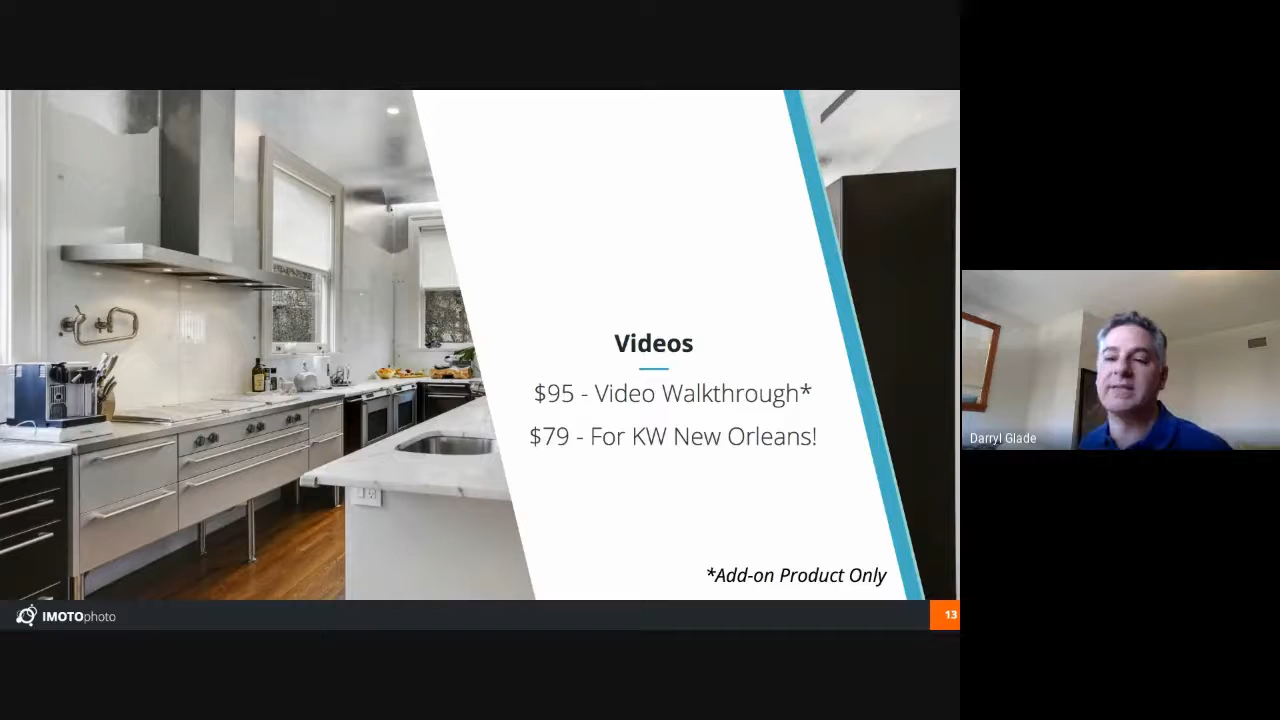 Videos
$95 - Video Walkthrough*
$79 - For KW New Orleans!
*Add-on Product Only
IMOTOphoto
13
Darryl Glade